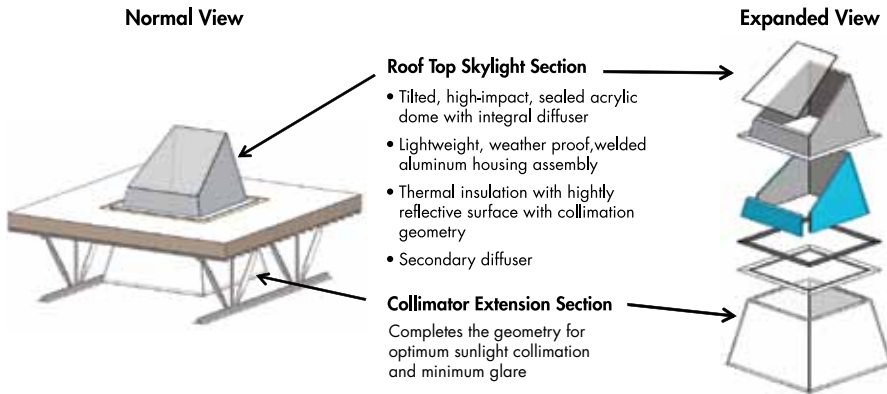 Normal View
Expanded View
Roof Top Skylight Section
• Tilted, high-impact, sealed acrylic
dome with integral diffuser
• Lightweight, weather proof,welded
aluminum housing assembly
• Thermal insulation with hightly
reflective surface with collimation
geometry
• Secondary diffuser
Collimator Extension Section
Completes the geometry for
optimum sunlight collimation
and minimum glare